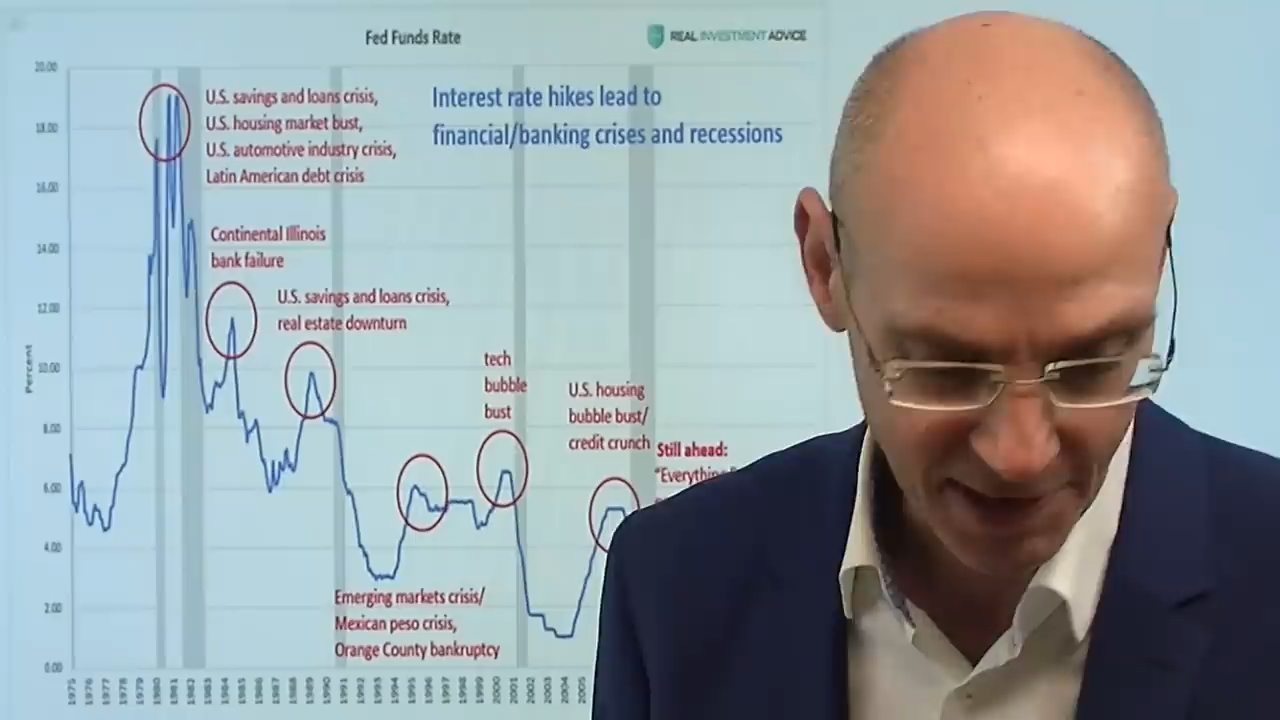 Fed Funds Rate
REAL INVESTMENT ADVICE
Interest rate hikes lead to
financial/banking crises and recessions
U.S. savings and loans crisis,
U.S. housing market bust,
U.S. automotive industry crisis,
Latin American debt crisis
Continental Illinois
bank failure
U.S. savings and loans crisis,
real estate downturn
tech
bubble
bust
U.S. housing
bubble bust/
credit crunch
Still ahead:
"Everything
Emerging markets crisis/
Mexican peso crisis,
Orange County bankruptcy
Percent
20.00
18.00
16.00
14.00
12.00
10.00
8.00
6.00
4.00
2.00
0.00
1975
1976
1977
1978
1979
1980
1981
1982
1983
1984
1985
1986
1987
1988
1989
1990
1991
1992
1993
1994
1995
1996
1997
1998
1999
2000
2001
2002
2003
2004
2005